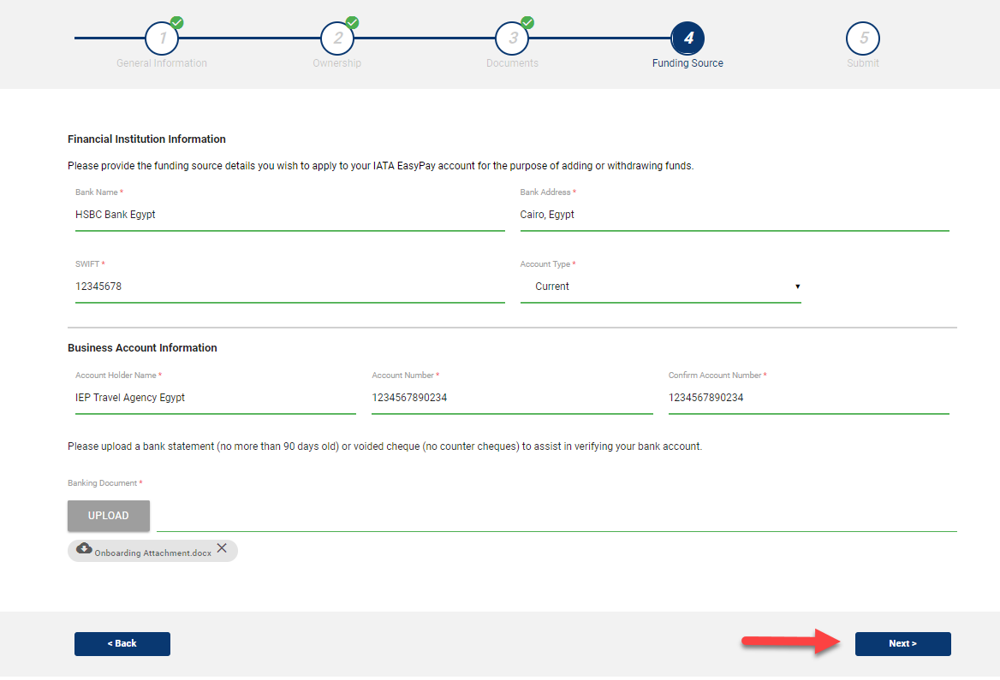 1 2 3 4 5
General Information Ownership Documents Funding Source Submit
Financial Institution Information
Please provide the funding source details you wish to apply to your IATA EasyPay account for the purpose of adding or withdrawing funds.
Bank Name * Bank Address *
HSBC Bank Egypt Cairo, Egypt
SWIFT * Account Type *
12345678 Current
Business Account Information
Account Holder Name * Account Number * Confirm Account Number *
IEP Travel Agency Egypt 1234567890234 1234567890234
Please upload a bank statement (no more than 90 days old) or voided cheque (no counter cheques) to assist in verifying your bank account.
Banking Document *
UPLOAD
Onboarding Attachment.docx
< Back Next >